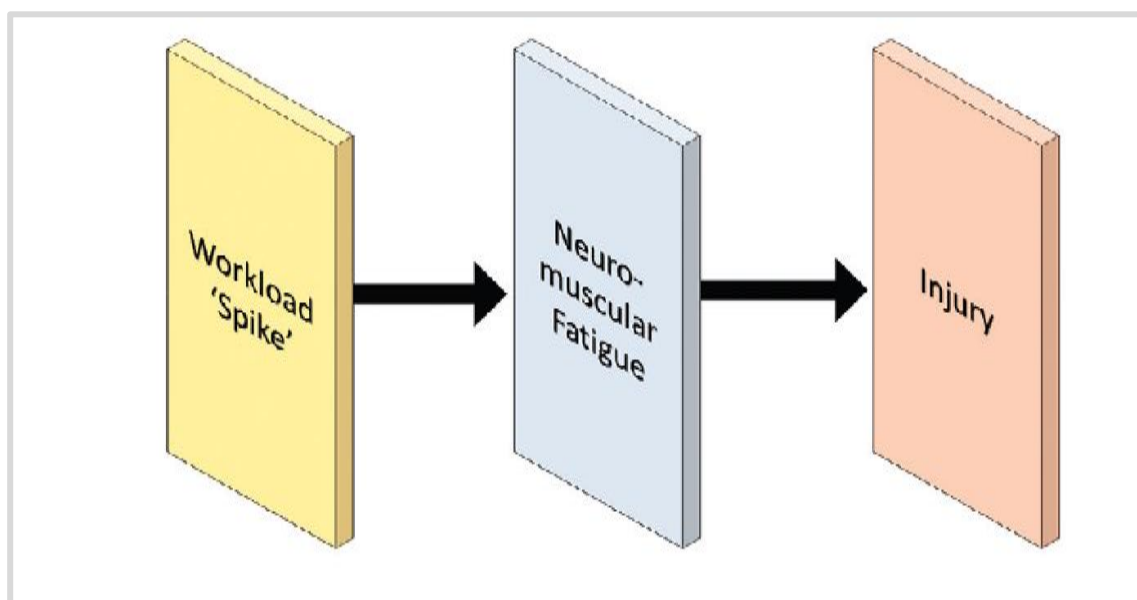 Workload
‘Spike’
Neuro-
muscular
Fatigue
Injury